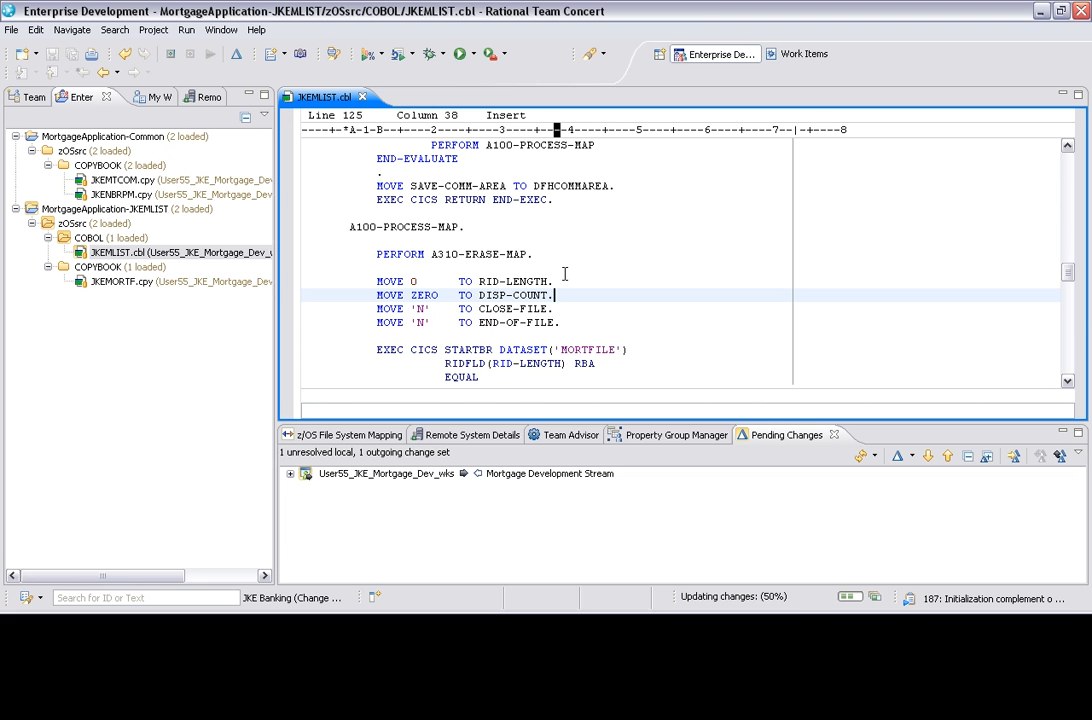 Enterprise Development - MortgageApplication-JKEMLIST/zOSsrc/COBOL/JKEMLIST.cbl - Rational Team Concert
File Edit Navigate Search Project Run Window Help
Enterprise De... Work Items
Team Enter My W Remo
JKEMLIST.cbl
MortgageApplication-Common (2 loaded)
zOSsrc (2 loaded)
COPYBOOK (2 loaded)
JKEMTCOM.cpy (User55_JKE_Mortgage_Dev
JKENBRPM.cpy (User55_JKE_Mortgage_Dev
MortgageApplication-JKEMLIST (2 loaded)
zOSsrc (2 loaded)
COBOL (1 loaded)
JKEMLIST.cbl (User55_JKE_Mortgage_Dev_w
COPYBOOK (1 loaded)
JKEMORTF.cpy (User55_JKE_Mortgage_Dev
Line 125 Column 38 Insert
----+-*A-1-B--+----2----+----3----+----4----+----5----+----6----+----7--|-+----8
PERFORM A100-PROCESS-MAP
END-EVALUATE
.
MOVE SAVE-COMM-AREA TO DFHCOMMAREA.
EXEC CICS RETURN END-EXEC.
A100-PROCESS-MAP.
PERFORM A310-ERASE-MAP.
MOVE 0 TO RID-LENGTH.
MOVE ZERO TO DISP-COUNT.
MOVE 'N' TO CLOSE-FILE.
MOVE 'N' TO END-OF-FILE.
EXEC CICS STARTBR DATASET('MORTFILE')
RIDFLD(RID-LENGTH) RBA
EQUAL
z/OS File System Mapping Remote System Details Team Advisor Property Group Manager Pending Changes
1 unresolved local, 1 outgoing change set
User55_JKE_Mortgage_Dev_wks Mortgage Development Stream
Search for ID or Text JKE Banking (Change ... Updating changes: (50%) 187: Initialization complement o ...